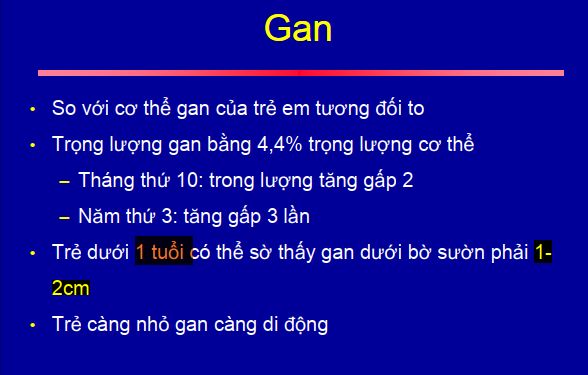 Gan
• So với cơ thể gan của trẻ em tương đối to
• Trọng lượng gan bằng 4,4% trọng lượng cơ thể
– Tháng thứ 10: trong lượng tăng gấp 2
– Năm thứ 3: tăng gấp 3 lần
• Trẻ dưới 1 tuổi có thể sờ thấy gan dưới bờ sườn phải 1-
2cm
• Trẻ càng nhỏ gan càng di động